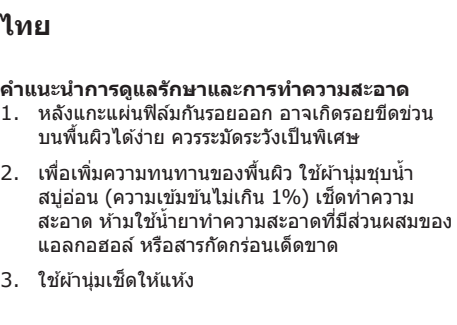 ไทย
คำแนะนำการดูแลรักษาและการทำความสะอาด
1. หลังแกะแผ่นฟิล์มกันรอยออก อาจเกิดรอยขีดข่วน
บนพื้นผิวได้ง่าย ควรระมัดระวังเป็นพิเศษ
2. เพื่อเพิ่มความทนทานของพื้นผิว ใช้ผ้านุ่มชุบน้ำ
สบู่อ่อน (ความเข้มข้นไม่เกิน 1%) เช็ดทำความ
สะอาด ห้ามใช้น้ำยาทำความสะอาดที่มีส่วนผสมของ
แอลกอฮอล์ หรือสารกัดกร่อนเด็ดขาด
3. ใช้ผ้านุ่มเช็ดให้แห้ง